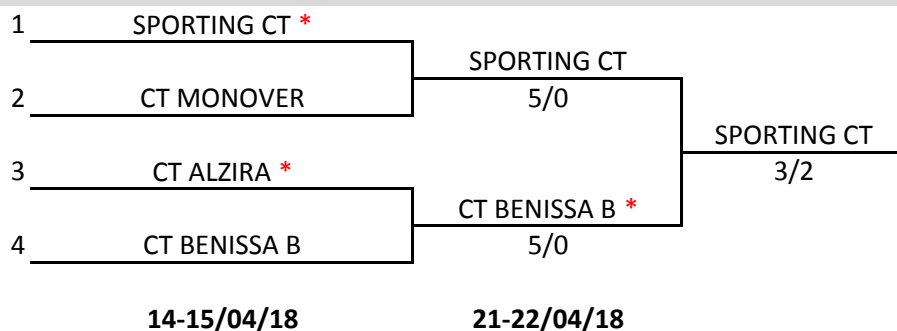 1 SPORTING CT *
SPORTING CT
2 CT MONOVER
5/0
SPORTING CT
3 CT ALZIRA *
3/2
CT BENISSA B *
4 CT BENISSA B
5/0
14-15/04/18 21-22/04/18